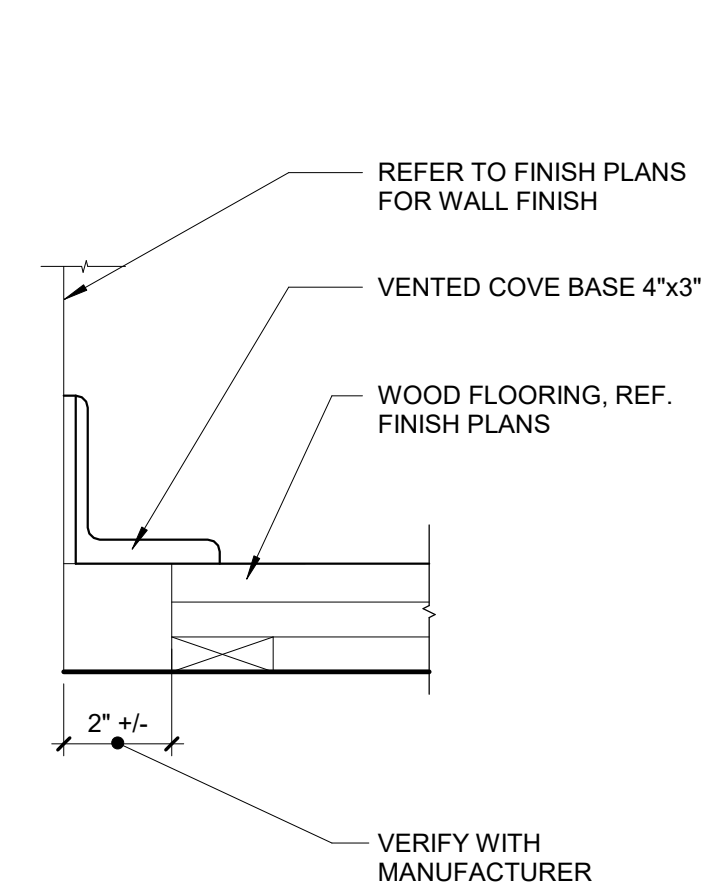 REFER TO FINISH PLANS
FOR WALL FINISH
VENTED COVE BASE 4"x3"
WOOD FLOORING, REF.
FINISH PLANS
2" +/-
VERIFY WITH
MANUFACTURER